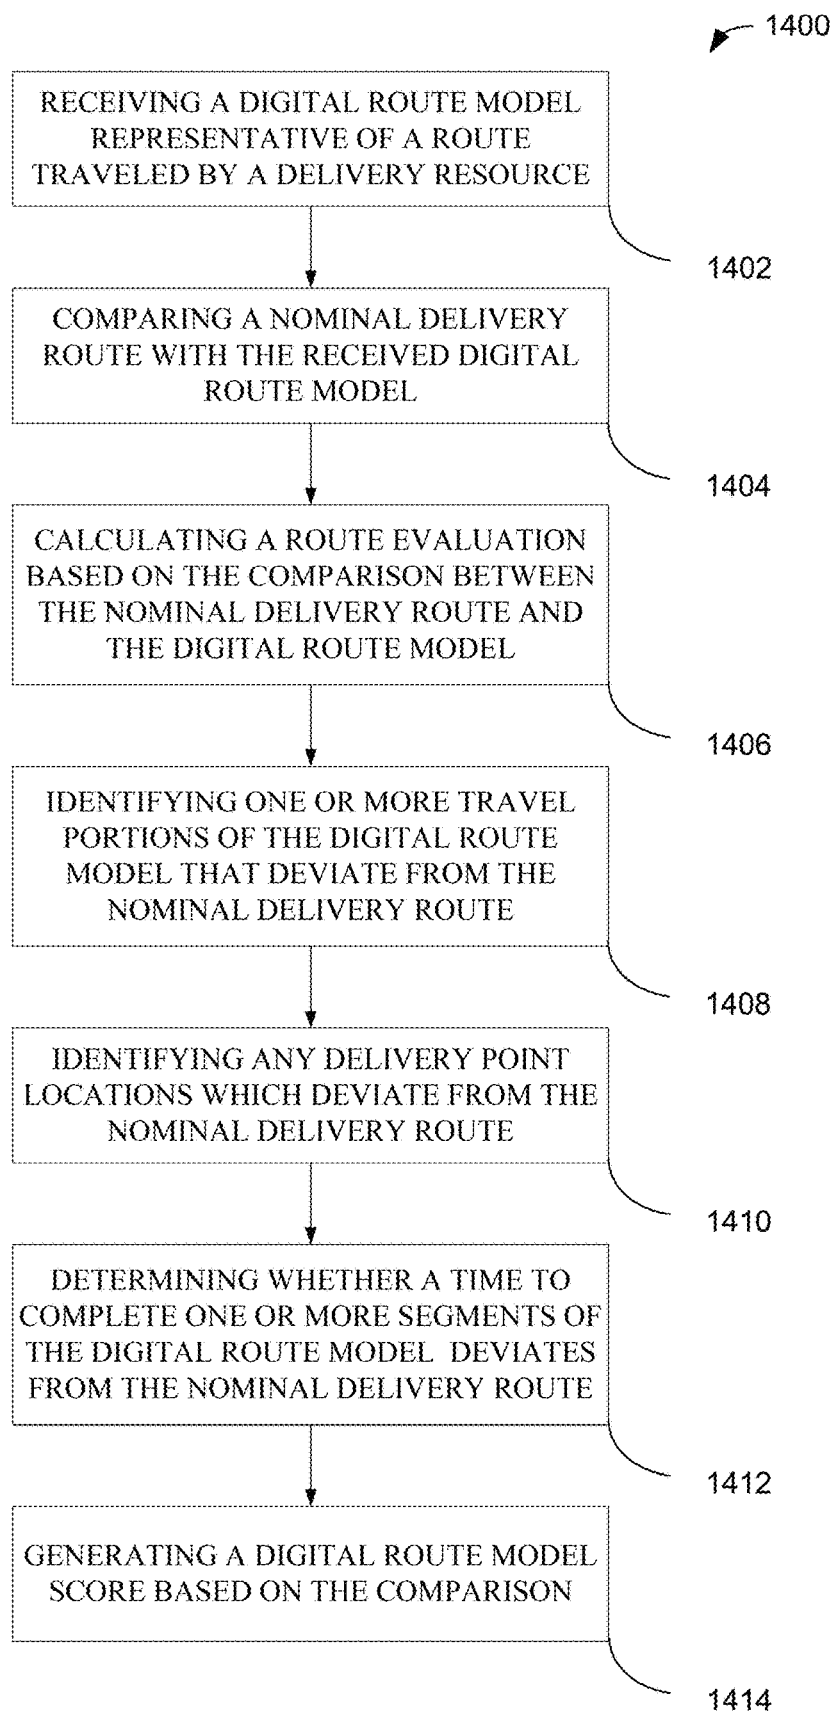 1400
RECEIVING A DIGITAL ROUTE MODEL
REPRESENTATIVE OF A ROUTE
TRAVELED BY A DELIVERY RESOURCE
1402
COMPARING A NOMINAL DELIVERY
ROUTE WITH THE RECEIVED DIGITAL
ROUTE MODEL
1404
CALCULATING A ROUTE EVALUATION
BASED ON THE COMPARISON BETWEEN
THE NOMINAL DELIVERY ROUTE AND
THE DIGITAL ROUTE MODEL
1406
IDENTIFYING ONE OR MORE TRAVEL
PORTIONS OF THE DIGITAL ROUTE
MODEL THAT DEVIATE FROM THE
NOMINAL DELIVERY ROUTE
1408
IDENTIFYING ANY DELIVERY POINT
LOCATIONS WHICH DEVIATE FROM THE
NOMINAL DELIVERY ROUTE
1410
DETERMINING WHETHER A TIME TO
COMPLETE ONE OR MORE SEGMENTS OF
THE DIGITAL ROUTE MODEL DEVIATES
FROM THE NOMINAL DELIVERY ROUTE
1412
GENERATING A DIGITAL ROUTE MODEL
SCORE BASED ON THE COMPARISON
1414